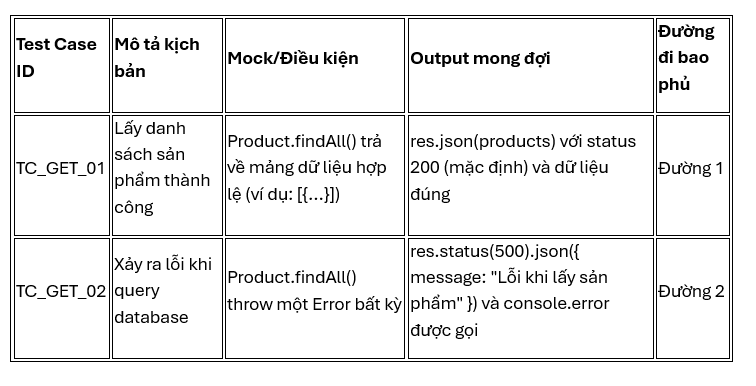 Test Case
ID
Mô tả kịch
bản
Mock/Điều kiện
Output mong đợi
Đường
đi bao
phủ
TC_GET_01
Lấy danh
sách sản
phẩm thành
công
Product.findAll() trả
về mảng dữ liệu hợp
lệ (ví dụ: [{...}])
res.json(products) với status
200 (mặc định) và dữ liệu
đúng
Đường 1
TC_GET_02
Xảy ra lỗi khi
query
database
Product.findAll()
throw một Error bất kỳ
res.status(500).json({
message: "Lỗi khi lấy sản
phẩm" }) và console.error
được gọi
Đường 2